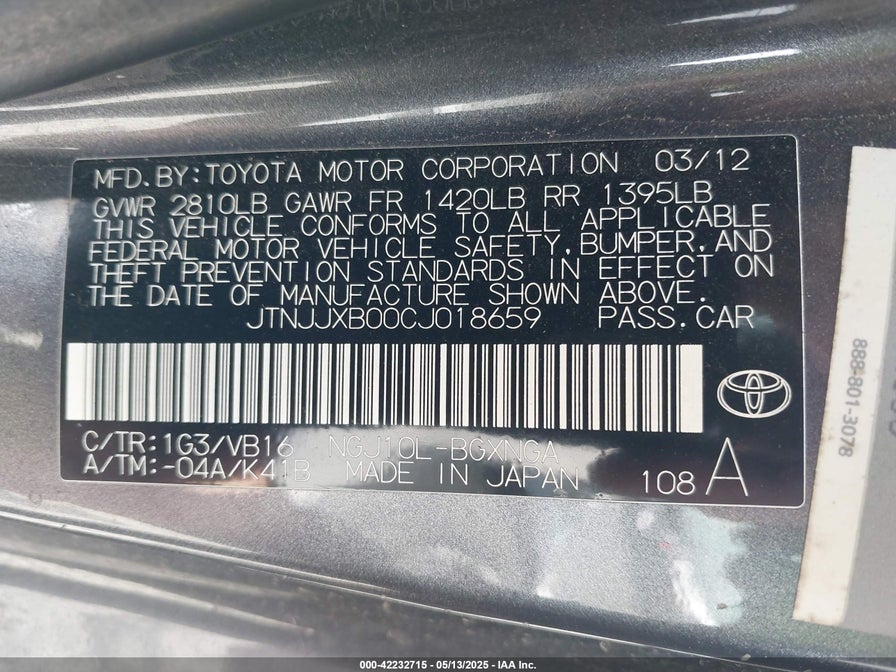 MFD.BY:TOYOTA MOTOR CORPORATION 03/12
GVWR 2810LB GAWR FR 1420LB RR 1395LB
THIS VEHICLE CONFORMS TO ALL APPLICABLE
FEDERAL MOTOR VEHICLE SAFETY,BUMPER,AND
THEFT PREVENTION STANDARDS IN EFFECT ON
THE DATE OF MANUFACTURE SHOWN ABOVE.
JTNJJXB00CJ018659 PASS.CAR
C/TR:1G3/VB16 NGJ10L-BGXNGA
A/TM:-04A/K41B MADE IN JAPAN 108 A
888-801-3078
000-42232715 - 05/13/2025 - IAA Inc.